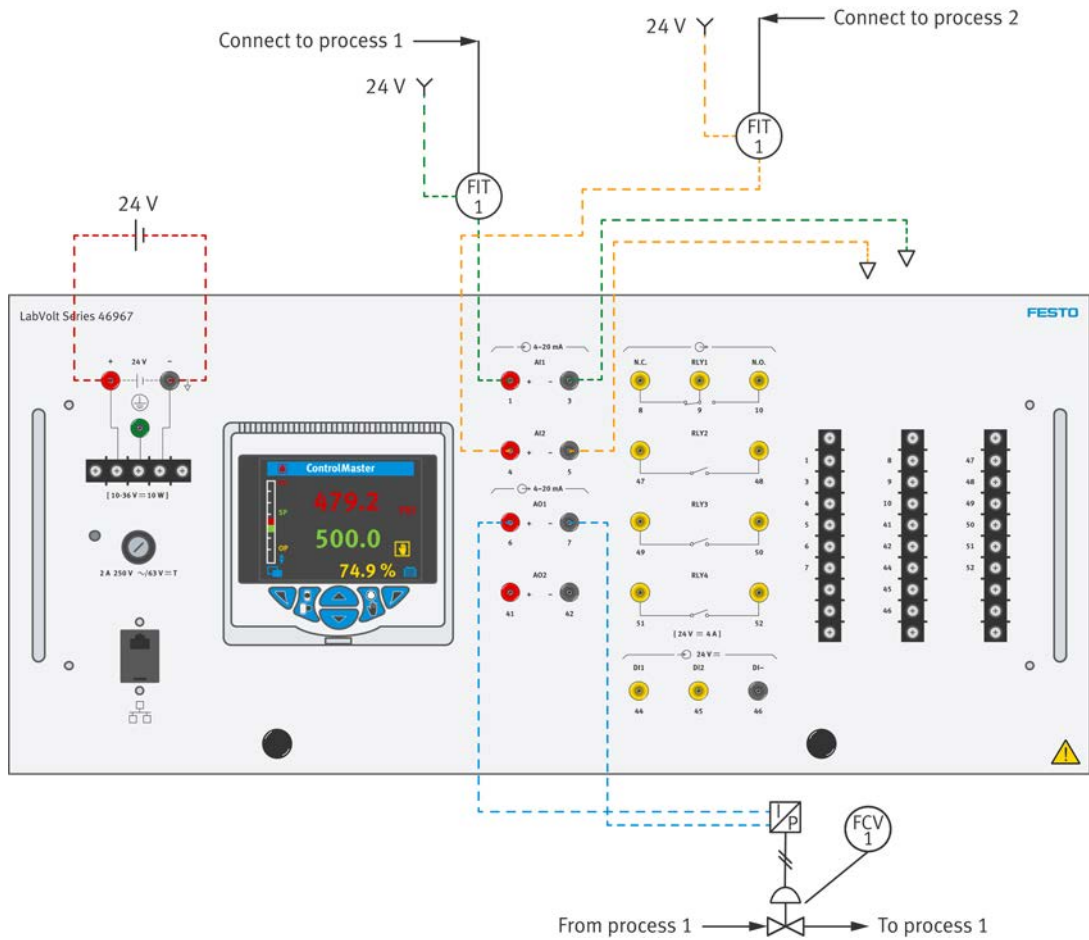 Connect to process 1
24 V
24 V
Connect to process 2
FIT
1
FIT
1
24 V
LabVolt Series 46967
FESTO
+ 24 V -
[ 10-36 V ⎓ 10 W ]
2 A 250 V ~/63 V ⎓ T
ControlMaster
SP
OP
479.2
500.0
74.9 %
4~20 mA
AI1
+ -
1 3
AI2
+ -
4 5
4~20 mA
AO1
+ -
6 7
AO2
+ -
41 42
N.C. RLY1 N.O.
8 9 10
RLY2
47 48
RLY3
49 50
RLY4
51 52
[ 24 V ⎓ 4 A ]
24 V ⎓
DI1 DI2 DI-
44 45 46
1
3
4
5
6
7
8
9
10
41
42
44
45
46
47
48
49
50
51
52
I
P
FCV
1
From process 1
To process 1